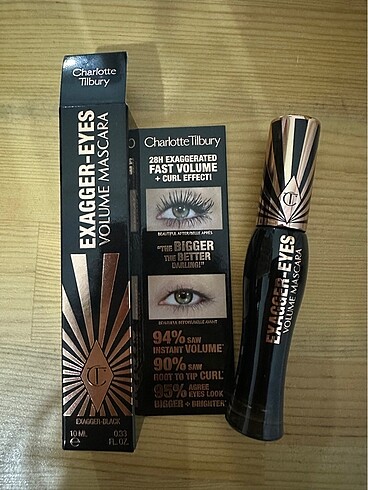 Charlotte
Tilbury
EXAGGER-EYES
VOLUME MASCARA
CT
EXAGGER-BLACK
10 ML
0.33
FL. OZ.
Charlotte Tilbury
28H EXAGGERATED
FAST VOLUME
+ CURL EFFECT!
"THE BIGGER
THE BETTER
DARLING!"
94% SAW
INSTANT VOLUME
90% SAW
ROOT TO TIP CURL
95% AGREE
EYES LOOK
BIGGER + BRIGHTER
CT
EXAGGER-EYES
VOLUME MASCARA